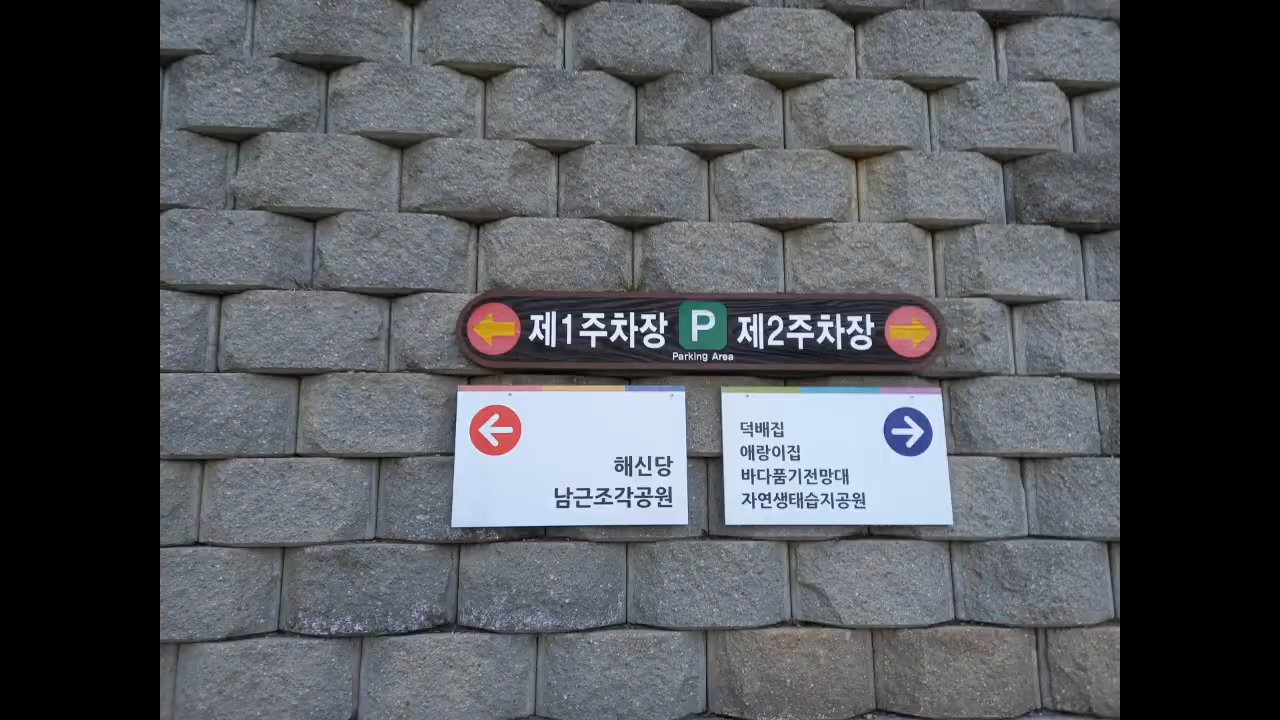 제1주차장 P 제2주차장
Parking Area
해신당
남근조각공원
덕배집
애랑이집
바다품기전망대
자연생태습지공원